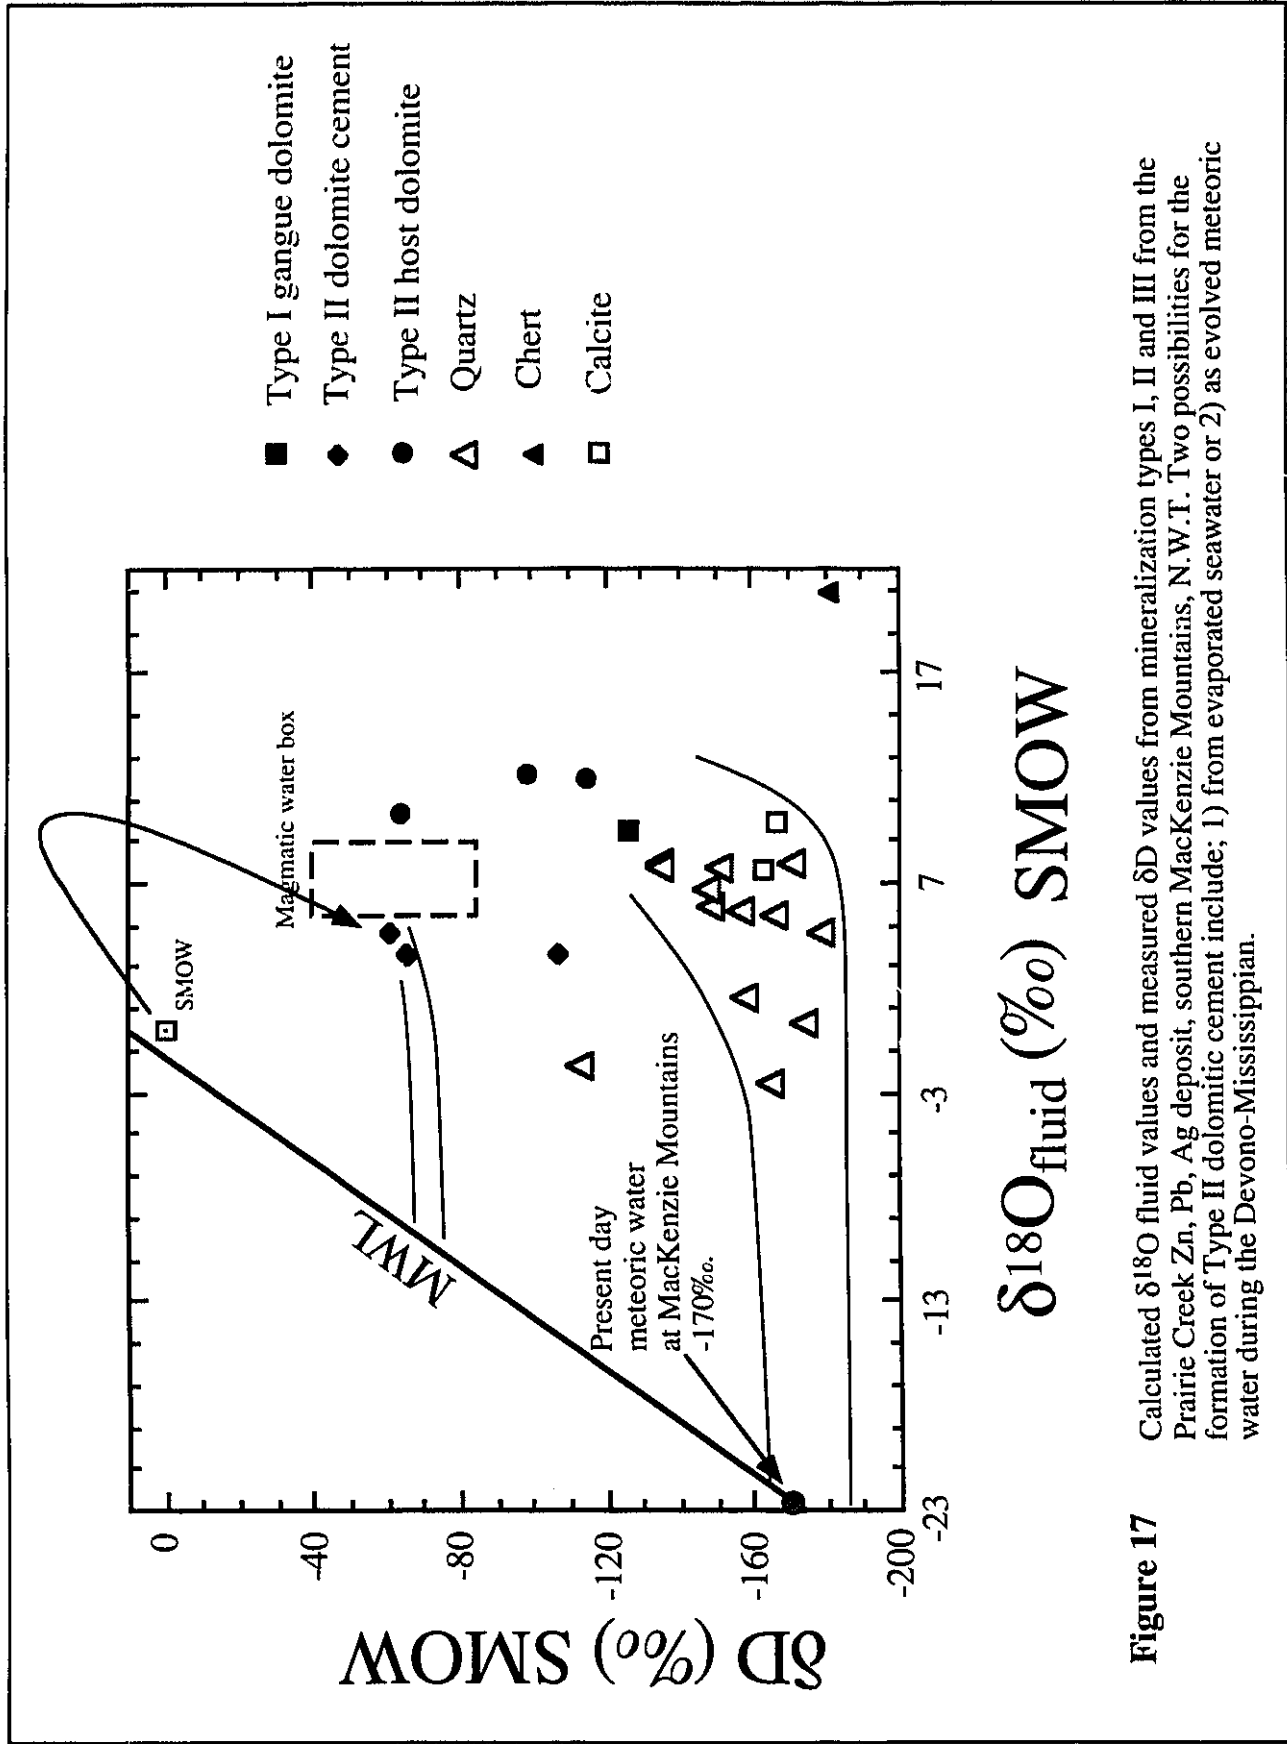 δD (‰) SMOW
0
-40
-80
-120
-160
-200
-23
-13
-3
7
17
δ18Ofluid (‰) SMOW
SMOW
Magmatic water box
MWL
Present day
meteoric water
at MacKenzie Mountains
-170‰.
Type I gangue dolomite
Type II dolomite cement
Type II host dolomite
Quartz
Chert
Calcite
Figure 17
Calculated δ18O fluid values and measured δD values from mineralization types I, II and III from the
Prairie Creek Zn, Pb, Ag deposit, southern MacKenzie Mountains, N.W.T. Two possibilities for the
formation of Type II dolomitic cement include; 1) from evaporated seawater or 2) as evolved meteoric
water during the Devono-Mississippian.